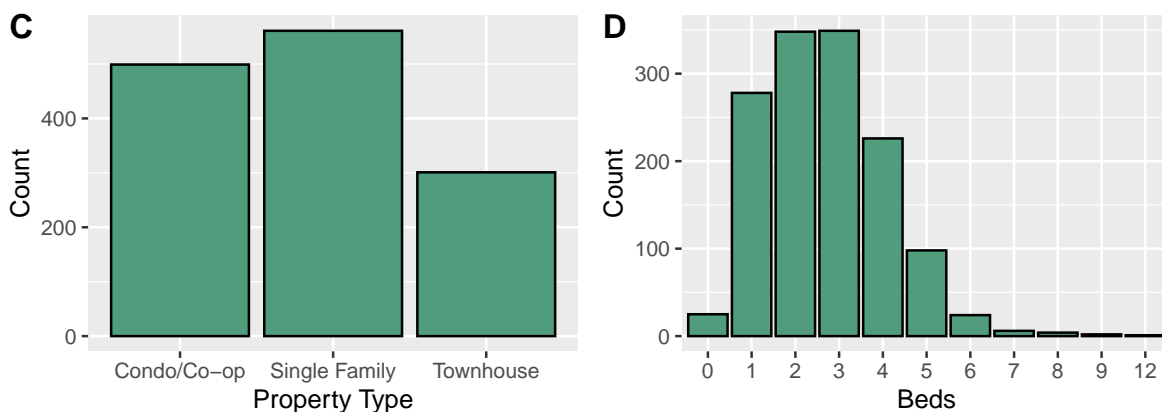 C
Count
400
200
0
Condo/Co−op Single Family Townhouse
Property Type
D
Count
300
200
100
0
0 1 2 3 4 5 6 7 8 9 12
Beds